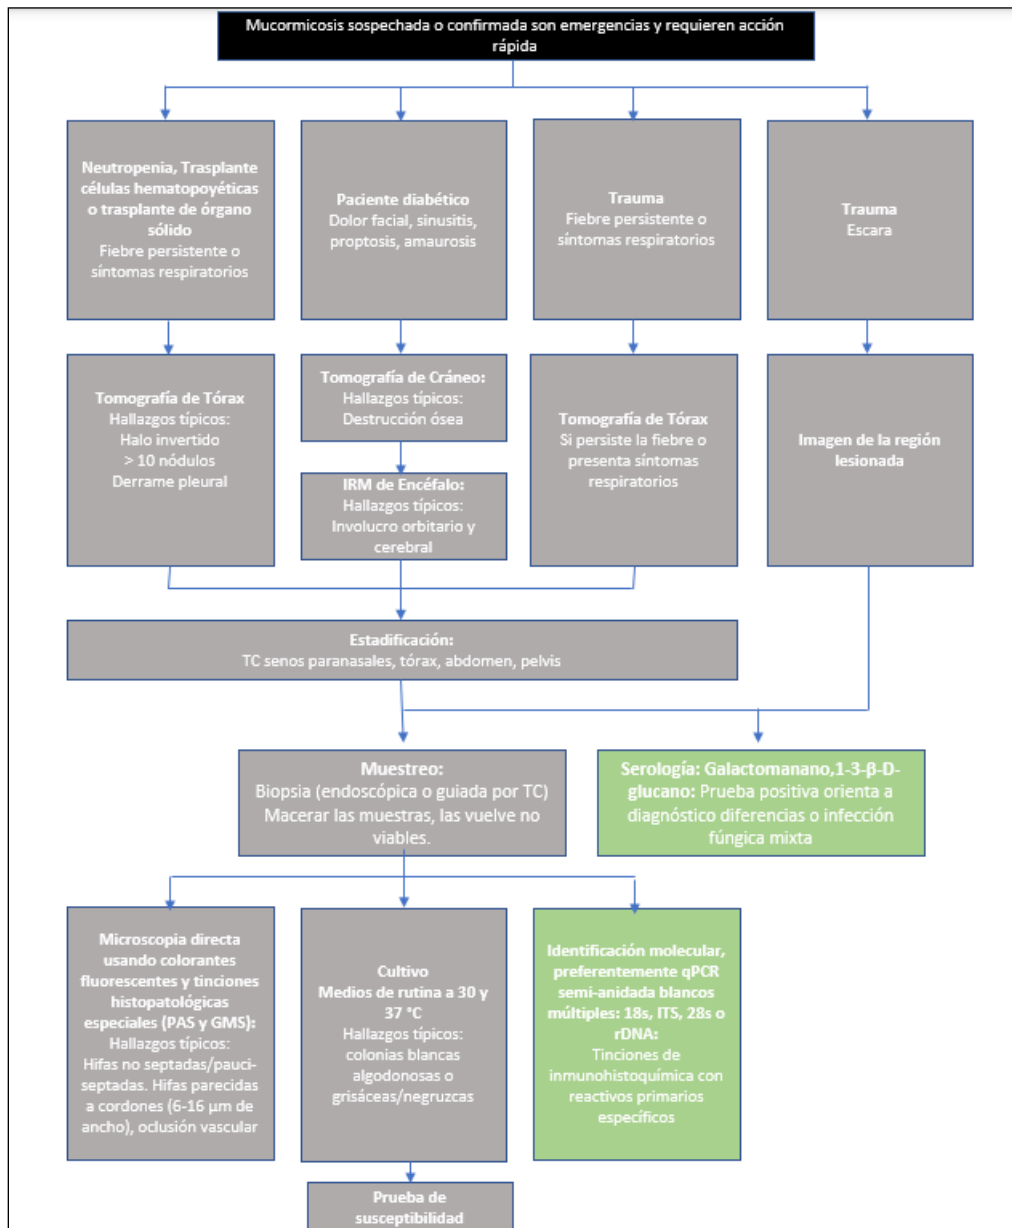 Mucormicosis sospechada o confirmada son emergencias y requieren acción
rápida
Neutropenia, Trasplante
células hematopoyéticas
o trasplante de órgano
sólido
Fiebre persistente o
síntomas respiratorios
Paciente diabético
Dolor facial, sinusitis,
proptosis, amaurosis
Trauma
Fiebre persistente o
síntomas respiratorios
Trauma
Escara
Tomografía de Tórax
Hallazgos típicos:
Halo invertido
> 10 nódulos
Derrame pleural
Tomografía de Cráneo:
Hallazgos típicos:
Destrucción ósea
IRM de Encéfalo:
Hallazgos típicos:
Involucro orbitario y
cerebral
Tomografía de Tórax
Si persiste la fiebre o
presenta síntomas
respiratorios
Imagen de la región
lesionada
Estadificación:
TC senos paranasales, tórax, abdomen, pelvis
Muestreo:
Biopsia (endoscópica o guiada por TC)
Macerar las muestras, las vuelve no
viables.
Serología: Galactomanano,1-3-β-D-
glucano: Prueba positiva orienta a
diagnóstico diferencias o infección
fúngica mixta
Microscopia directa
usando colorantes
fluorescentes y tinciones
histopatológicas
especiales (PAS y GMS):
Hallazgos típicos:
Hifas no septadas/pauci-
septadas. Hifas parecidas
a cordones (6-16 μm de
ancho), oclusión vascular
Cultivo
Medios de rutina a 30 y
37 °C
Hallazgos típicos:
colonias blancas
algodonosas o
grisáceas/negruzcas
Identificación molecular,
preferentemente qPCR
semi-anidada blancos
múltiples: 18s, ITS, 28s o
rDNA:
Tinciones de
inmunohistoquímica con
reactivos primarios
específicos
Prueba de
susceptibilidad